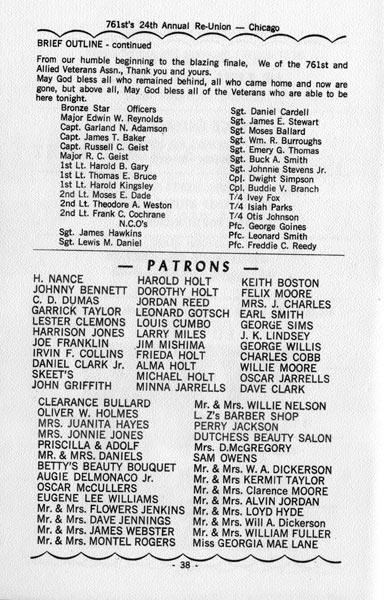 761st's 24th Annual Re-Union — Chicago
BRIEF OUTLINE - continued
From our humble beginning to the blazing finale, We of the 761st and
Allied Veterans Assn., Thank you and yours.
May God bless all who remained behind, all who came home and now are
gone, but above all, May God bless all of the Veterans who are able to be
here tonight.
Bronze Star Officers
Major Edwin W. Reynolds
Capt. Garland N. Adamson
Capt. James T. Baker
Capt. Russell C. Geist
Major R. C. Geist
1st Lt. Harold B. Gary
1st Lt. Thomas E. Bruce
1st Lt. Harold Kingsley
2nd Lt. Moses E. Dade
2nd Lt. Theodore A. Weston
2nd Lt. Frank C. Cochrane
N.C.O's
Sgt. James Hawkins
Sgt. Lewis M. Daniel
Sgt. Daniel Cardell
Sgt. James E. Stewart
Sgt. Moses Ballard
Sgt. Wm. R. Burroughs
Sgt. Emery G. Thomas
Sgt. Buck A. Smith
Sgt. Johnnie Stevens Jr.
Cpl. Dwight Simpson
Cpl. Buddie V. Branch
T/4 Ivey Fox
T/4 Isiah Parks
T/4 Otis Johnson
Pfc. George Goines
Pfc. Leonard Smith
Pfc. Freddie C. Reedy
— PATRONS —
H. NANCE
JOHNNY BENNETT
C. D. DUMAS
GARRICK TAYLOR
LESTER CLEMONS
HARRISON JONES
JOE FRANKLIN
IRVIN F. COLLINS
DANIEL CLARK Jr.
SKEET'S
JOHN GRIFFITH
HAROLD HOLT
DOROTHY HOLT
JORDAN REED
LEONARD GOTSCH
LOUIS CUMBO
LARRY MILES
JIM MISHIMA
FRIEDA HOLT
ALMA HOLT
MICHAEL HOLT
MINNA JARRELLS
KEITH BOSTON
FELIX MOORE
MRS. J. CHARLES
EARL SMITH
GEORGE SIMS
J. K. LINDSEY
GEORGE WILLIS
CHARLES COBB
WILLIE MOORE
OSCAR JARRELLS
DAVE CLARK
CLEARANCE BULLARD
OLIVER W. HOLMES
MRS. JUANITA HAYES
MRS. JONNIE JONES
PRISCILLA & ADOLF
MR. & MRS. DANIELS
BETTY'S BEAUTY BOUQUET
AUGIE DELMONACO Jr.
OSCAR McCULLERS
EUGENE LEE WILLIAMS
Mr. & Mrs. FLOWERS JENKINS
Mr. & Mrs. DAVE JENNINGS
Mr. & Mrs. JAMES WEBSTER
Mr. & Mrs. MONTEL ROGERS
Mr. & Mrs. WILLIE NELSON
L. Z's BARBER SHOP
PERRY JACKSON
DUTCHESS BEAUTY SALON
Mrs. D.McGREGORY
SAM OWENS
Mr. & Mrs. W. A. DICKERSON
Mr. & Mrs KERMIT TAYLOR
Mr. & Mrs. Clarence MOORE
Mr. & Mrs. ALVIN JORDAN
Mr. & Mrs. LOYD HYDE
Mr. & Mrs. Will A. Dickerson
Mr. & Mrs. WILLIAM FULLER
Miss GEORGIA MAE LANE
- 38 -